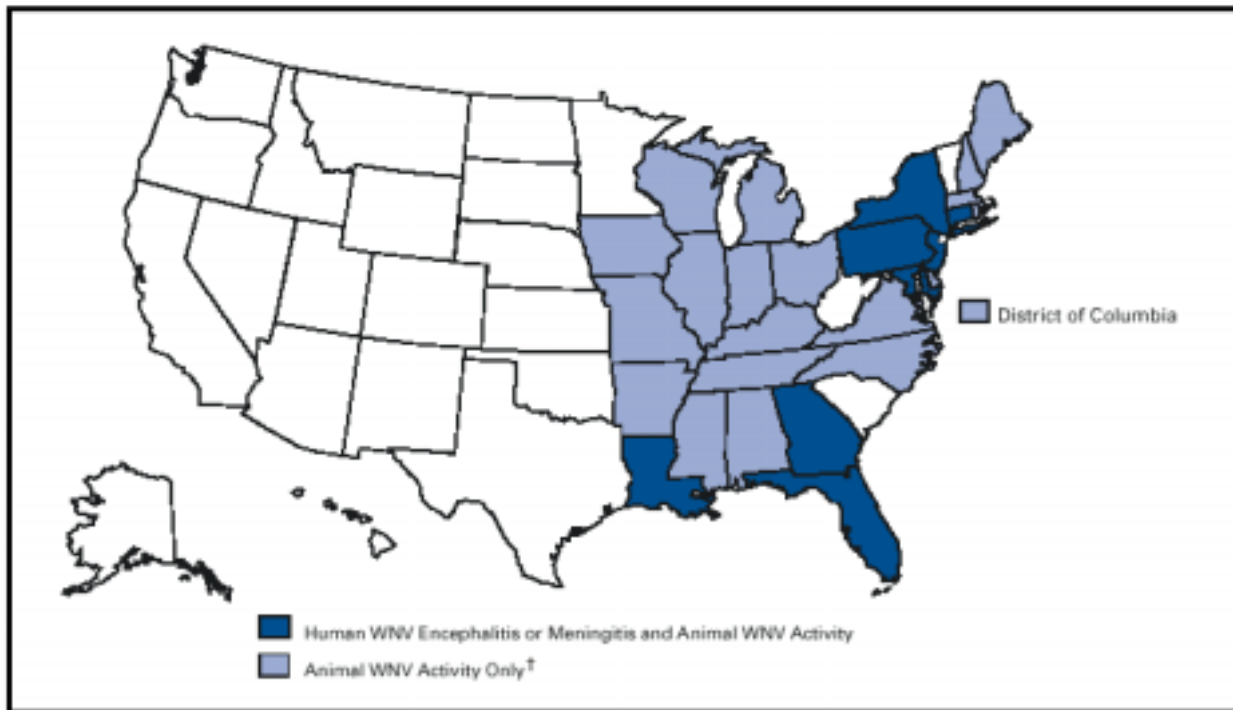 District of Columbia
Human WNV Encephalitis or Meningitis and Animal WNV Activity
Animal WNV Activity Only†